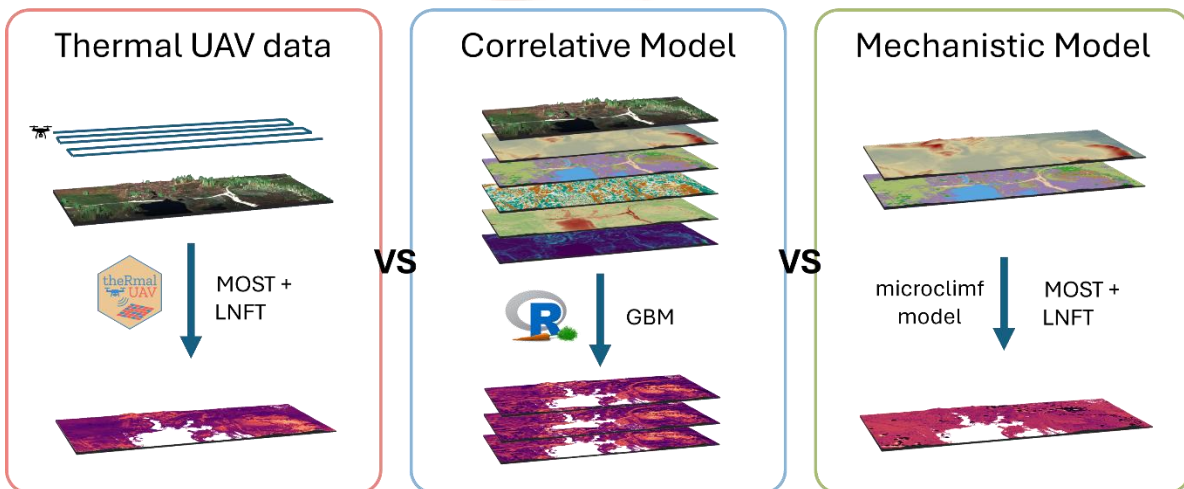 Thermal UAV data
theRmal
UAV
MOST +
LNFT
VS
Correlative Model
R
GBM
VS
Mechanistic Model
microclimf
model
MOST +
LNFT